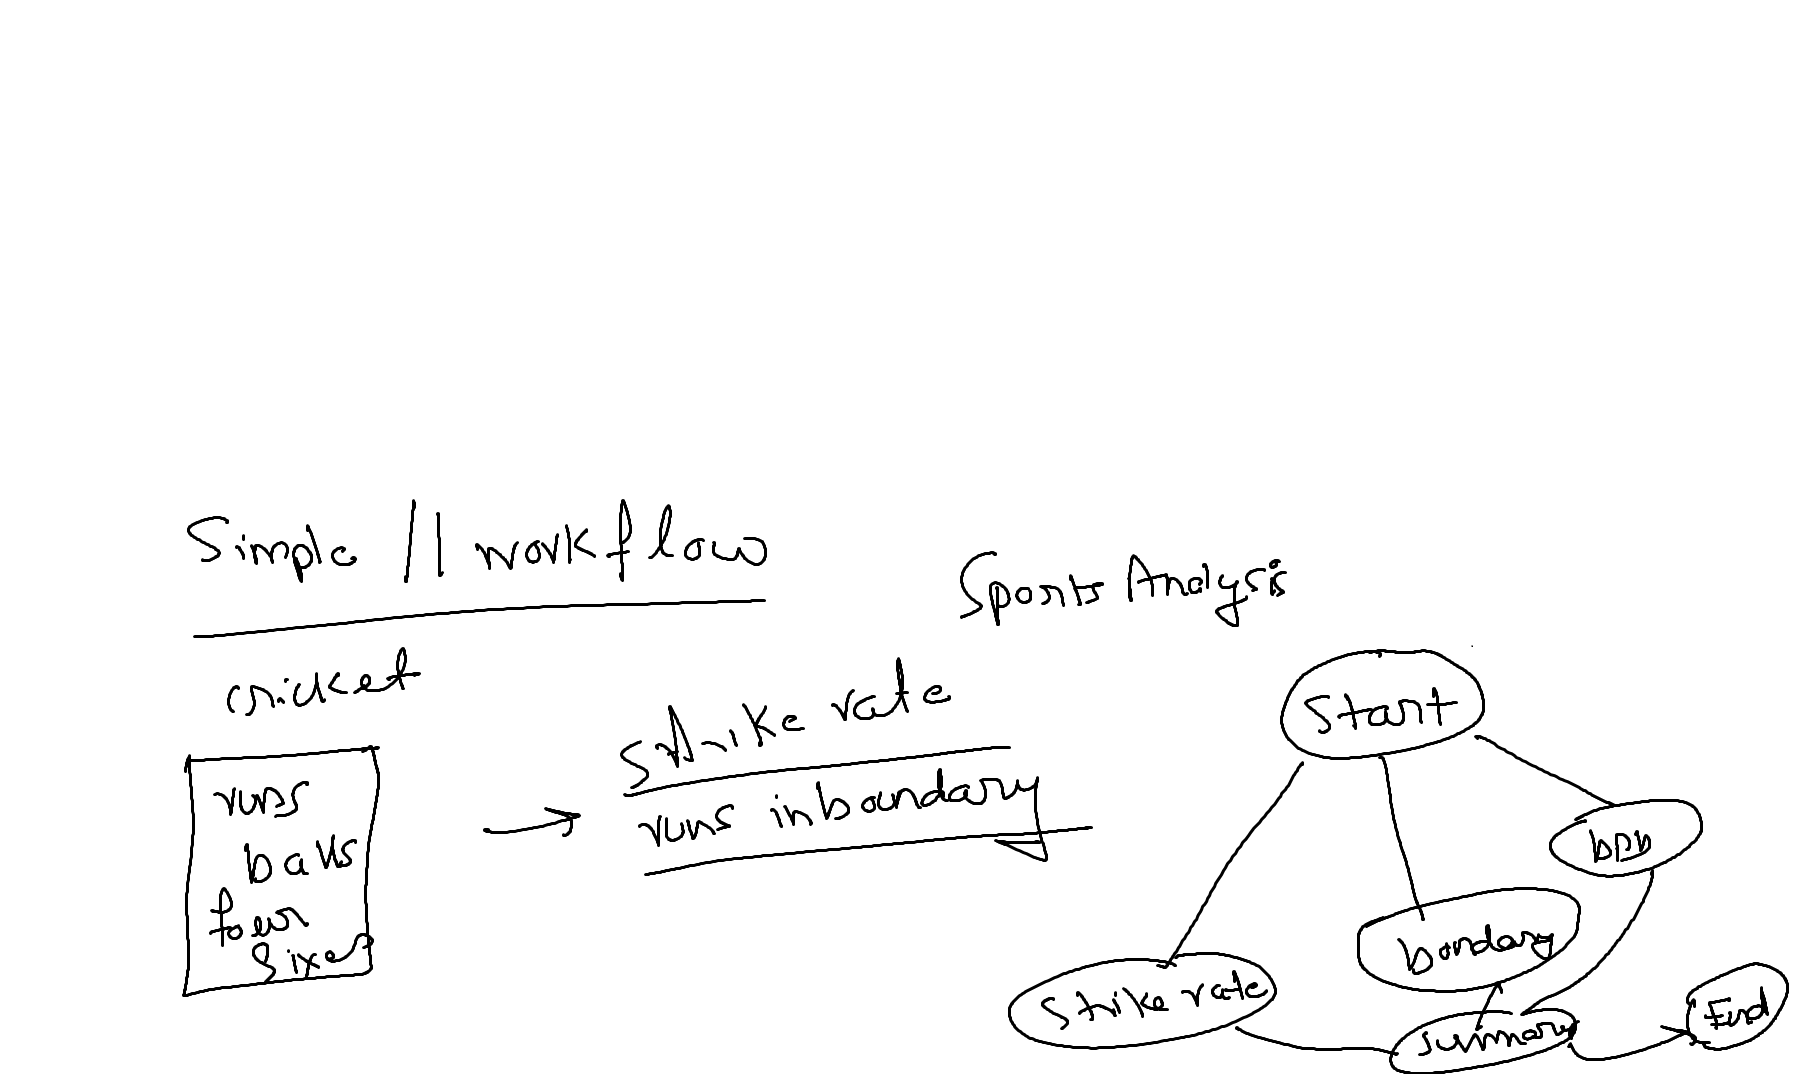 Simple || workflow
Sports Analysis
cricket
runs
balls
four
sixes
strike rate
runs in boundary
Start
bpb
bondary
Strike rate
summary
End